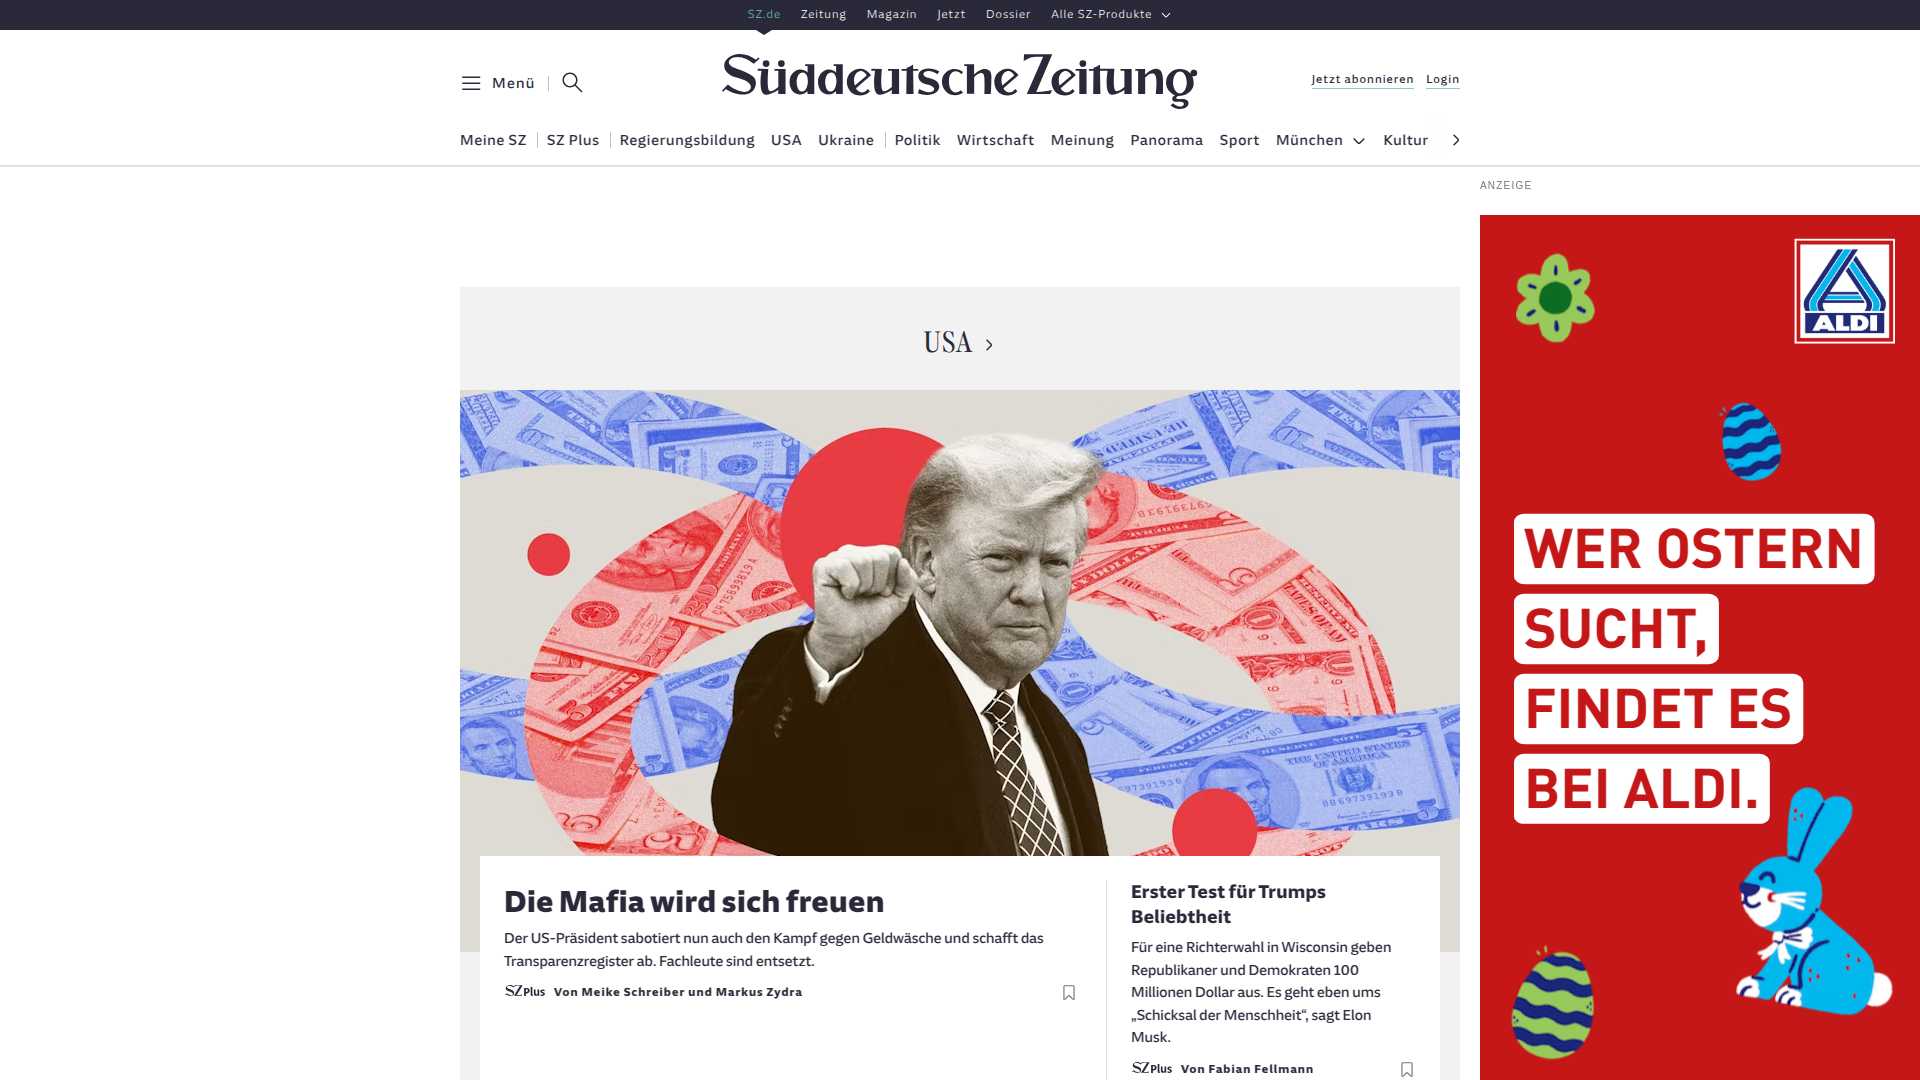 SZ.de Zeitung Magazin Jetzt Dossier Alle SZ-Produkte
Menü
Süddeutsche Zeitung
Jetzt abonnieren Login
Meine SZ SZ Plus Regierungsbildung USA Ukraine Politik Wirtschaft Meinung Panorama Sport München Kultur
ANZEIGE
USA
ALDI
WER OSTERN
SUCHT,
FINDET ES
BEI ALDI.
Die Mafia wird sich freuen
Der US-Präsident sabotiert nun auch den Kampf gegen Geldwäsche und schafft das
Transparenzregister ab. Fachleute sind entsetzt.
SZ Plus Von Meike Schreiber und Markus Zydra
Erster Test für Trumps
Beliebtheit
Für eine Richterwahl in Wisconsin geben
Republikaner und Demokraten 100
Millionen Dollar aus. Es geht eben ums
„Schicksal der Menschheit“, sagt Elon
Musk.
SZ Plus Von Fabian Fellmann